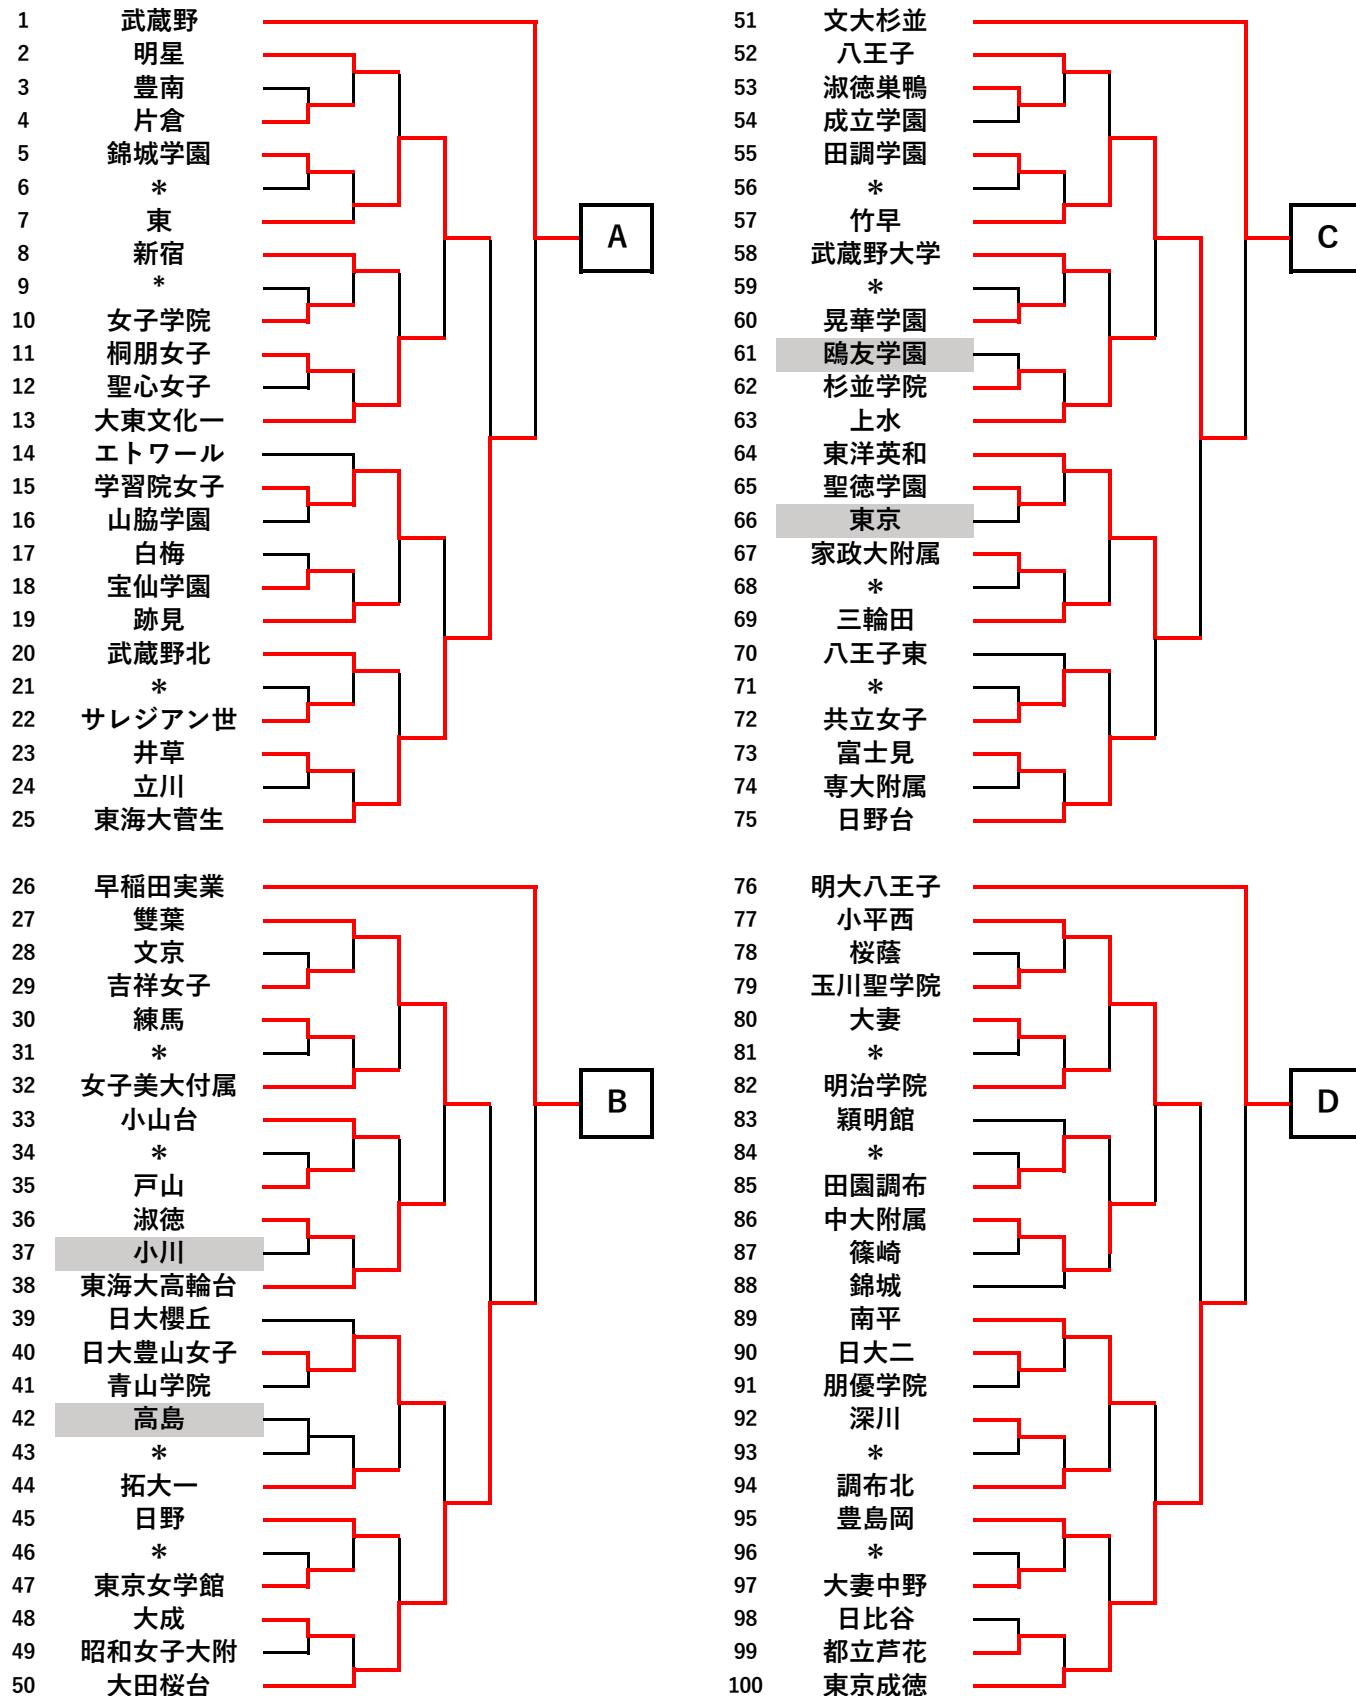 1 武蔵野
2 明星
3 豊南
4 片倉
5 錦城学園
6 *
7 東
8 新宿
9 *
10 女子学院
11 桐朋女子
12 聖心女子
13 大東文化一
14 エトワール
15 学習院女子
16 山脇学園
17 白梅
18 宝仙学園
19 跡見
20 武蔵野北
21 *
22 サレジアン世
23 井草
24 立川
25 東海大菅生
A
26 早稲田実業
27 雙葉
28 文京
29 吉祥女子
30 練馬
31 *
32 女子美大付属
33 小山台
34 *
35 戸山
36 淑徳
37 小川
38 東海大高輪台
39 日大櫻丘
40 日大豊山女子
41 青山学院
42 高島
43 *
44 拓大一
45 日野
46 *
47 東京女学館
48 大成
49 昭和女子大附
50 大田桜台
B
51 文大杉並
52 八王子
53 淑徳巣鴨
54 成立学園
55 田調学園
56 *
57 竹早
58 武蔵野大学
59 *
60 晃華学園
61 鴎友学園
62 杉並学院
63 上水
64 東洋英和
65 聖徳学園
66 東京
67 家政大附属
68 *
69 三輪田
70 八王子東
71 *
72 共立女子
73 富士見
74 専大附属
75 日野台
C
76 明大八王子
77 小平西
78 桜蔭
79 玉川聖学院
80 大妻
81 *
82 明治学院
83 穎明館
84 *
85 田園調布
86 中大附属
87 篠崎
88 錦城
89 南平
90 日大二
91 朋優学院
92 深川
93 *
94 調布北
95 豊島岡
96 *
97 大妻中野
98 日比谷
99 都立芦花
100 東京成徳
D